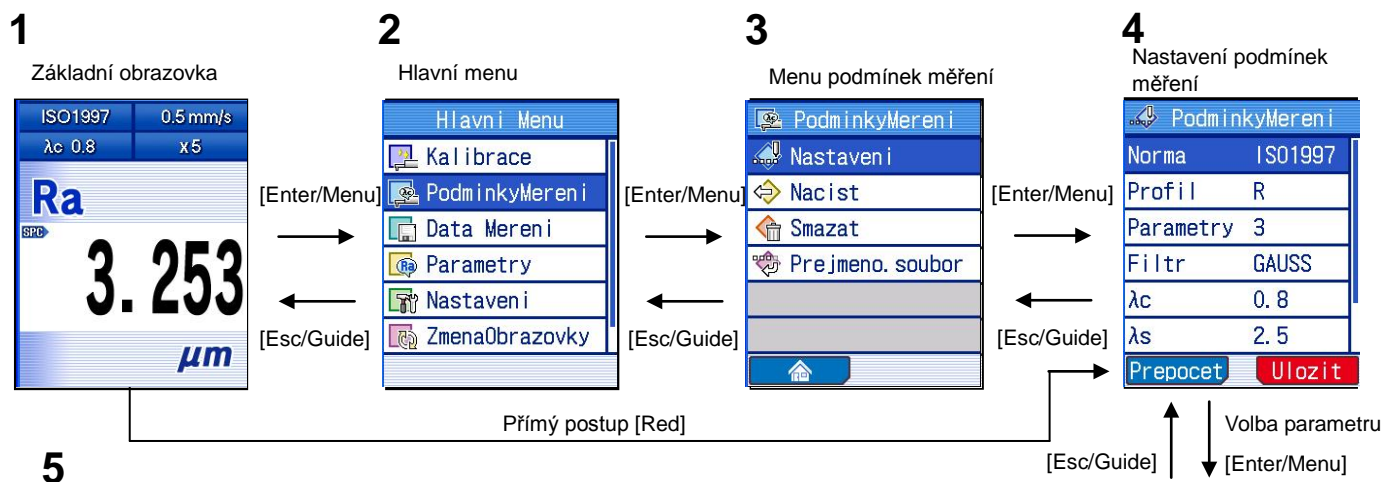 1
Základní obrazovka
ISO1997 0.5 mm/s
λc 0.8 x5
Ra
SPC
3.253
µm
[Enter/Menu]
[Esc/Guide]
2
Hlavní menu
Hlavni Menu
Kalibrace
PodminkyMereni
Data Mereni
Parametry
Nastaveni
ZmenaObrazovky
[Enter/Menu]
[Esc/Guide]
3
Menu podmínek měření
PodminkyMereni
Nastaveni
Nacist
Smazat
Prejmeno.soubor
[Enter/Menu]
[Esc/Guide]
4
Nastavení podmínek
měření
PodminkyMereni
Norma ISO1997
Profil R
Parametry 3
Filtr GAUSS
λc 0.8
λs 2.5
Prepocet Ulozit
Přímý postup [Red]
Volba parametru
[Esc/Guide] [Enter/Menu]
5